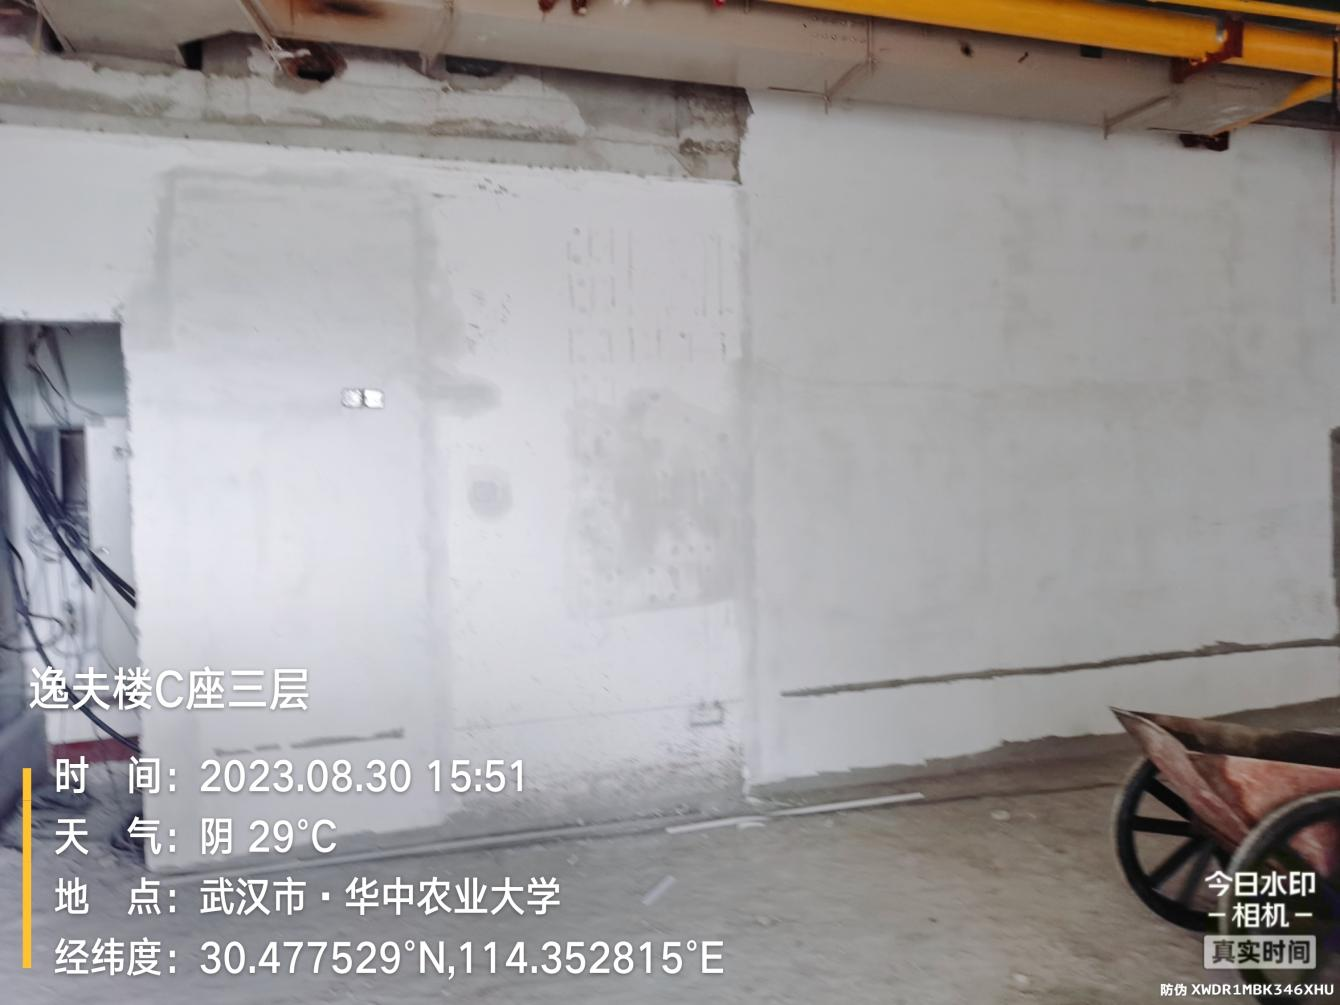 逸夫楼C座三层
时 间：2023.08.30 15:51
天 气：阴 29°C
地 点：武汉市·华中农业大学
经纬度：30.477529°N,114.352815°E
今日水印
-相机-
真实时间
防伪 XWDR1MBK346XHU